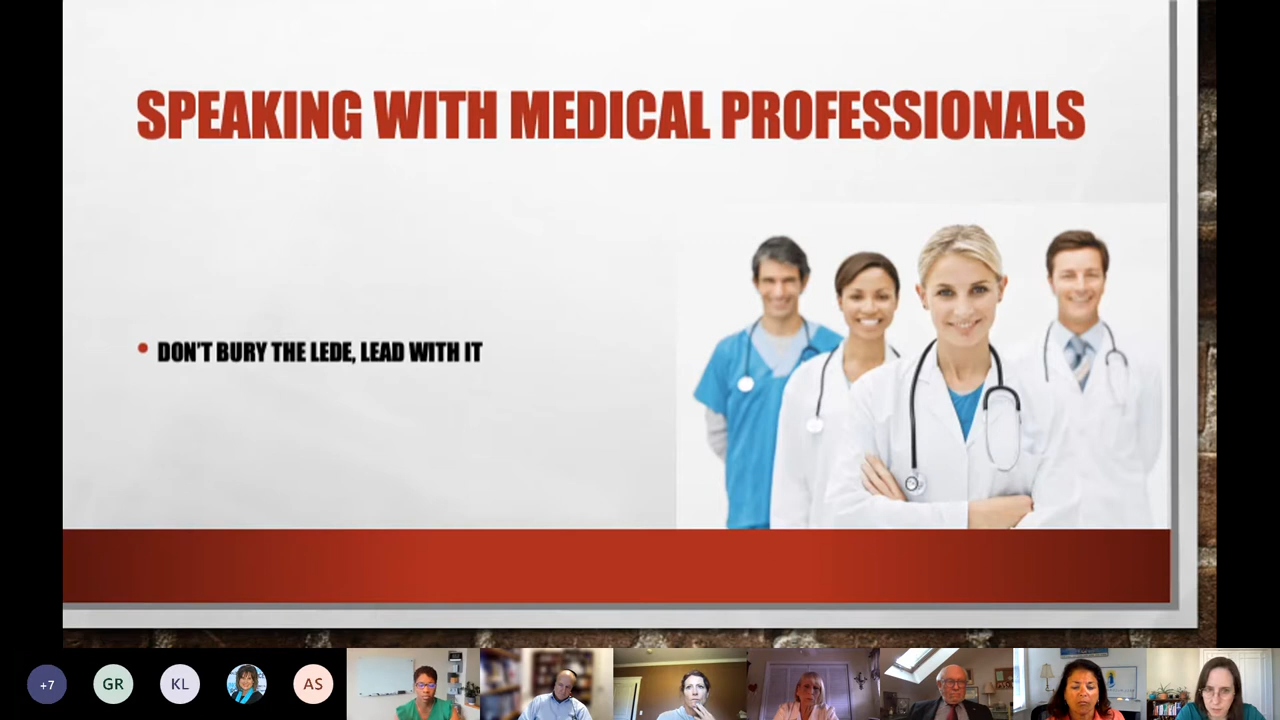 SPEAKING WITH MEDICAL PROFESSIONALS
DON'T BURY THE LEDE, LEAD WITH IT
+7
GR
KL
AS